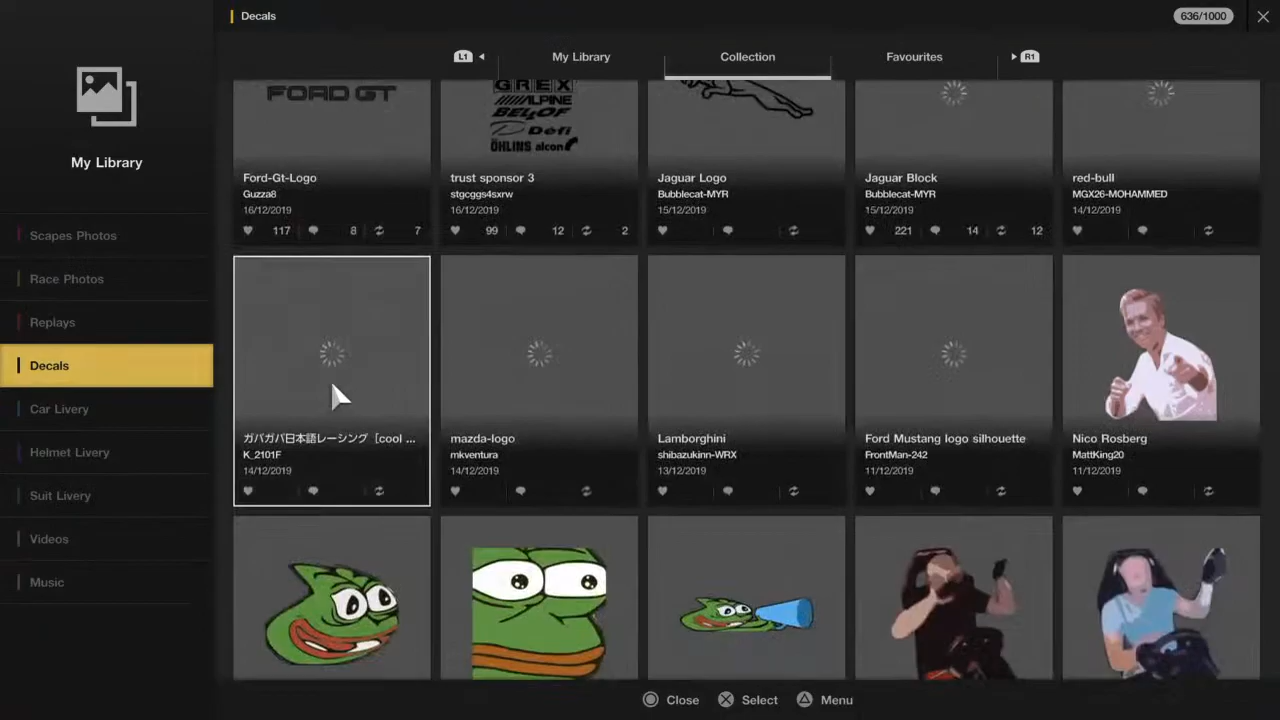 Decals
636/1000
My Library
L1
My Library
Collection
Favourites
R1
Scapes Photos
Race Photos
Replays
Decals
Car Livery
Helmet Livery
Suit Livery
Videos
Music
FORD GT
GREX
ALPINE
BELLOF
Défi
ÖHLINS alcon
Ford-Gt-Logo
Guzza8
16/12/2019
117 8 7
trust sponsor 3
stgcggs4sxrw
16/12/2019
99 12 2
Jaguar Logo
Bubblecat-MYR
15/12/2019
Jaguar Block
Bubblecat-MYR
15/12/2019
221 14 12
red-bull
MGX26-MOHAMMED
14/12/2019
ガバガバ日本語レーシング［cool ...
K_2101F
14/12/2019
mazda-logo
mkventura
14/12/2019
Lamborghini
shibazukinn-WRX
13/12/2019
Ford Mustang logo silhouette
FrontMan-242
11/12/2019
Nico Rosberg
MattKing20
11/12/2019
Close
Select
Menu